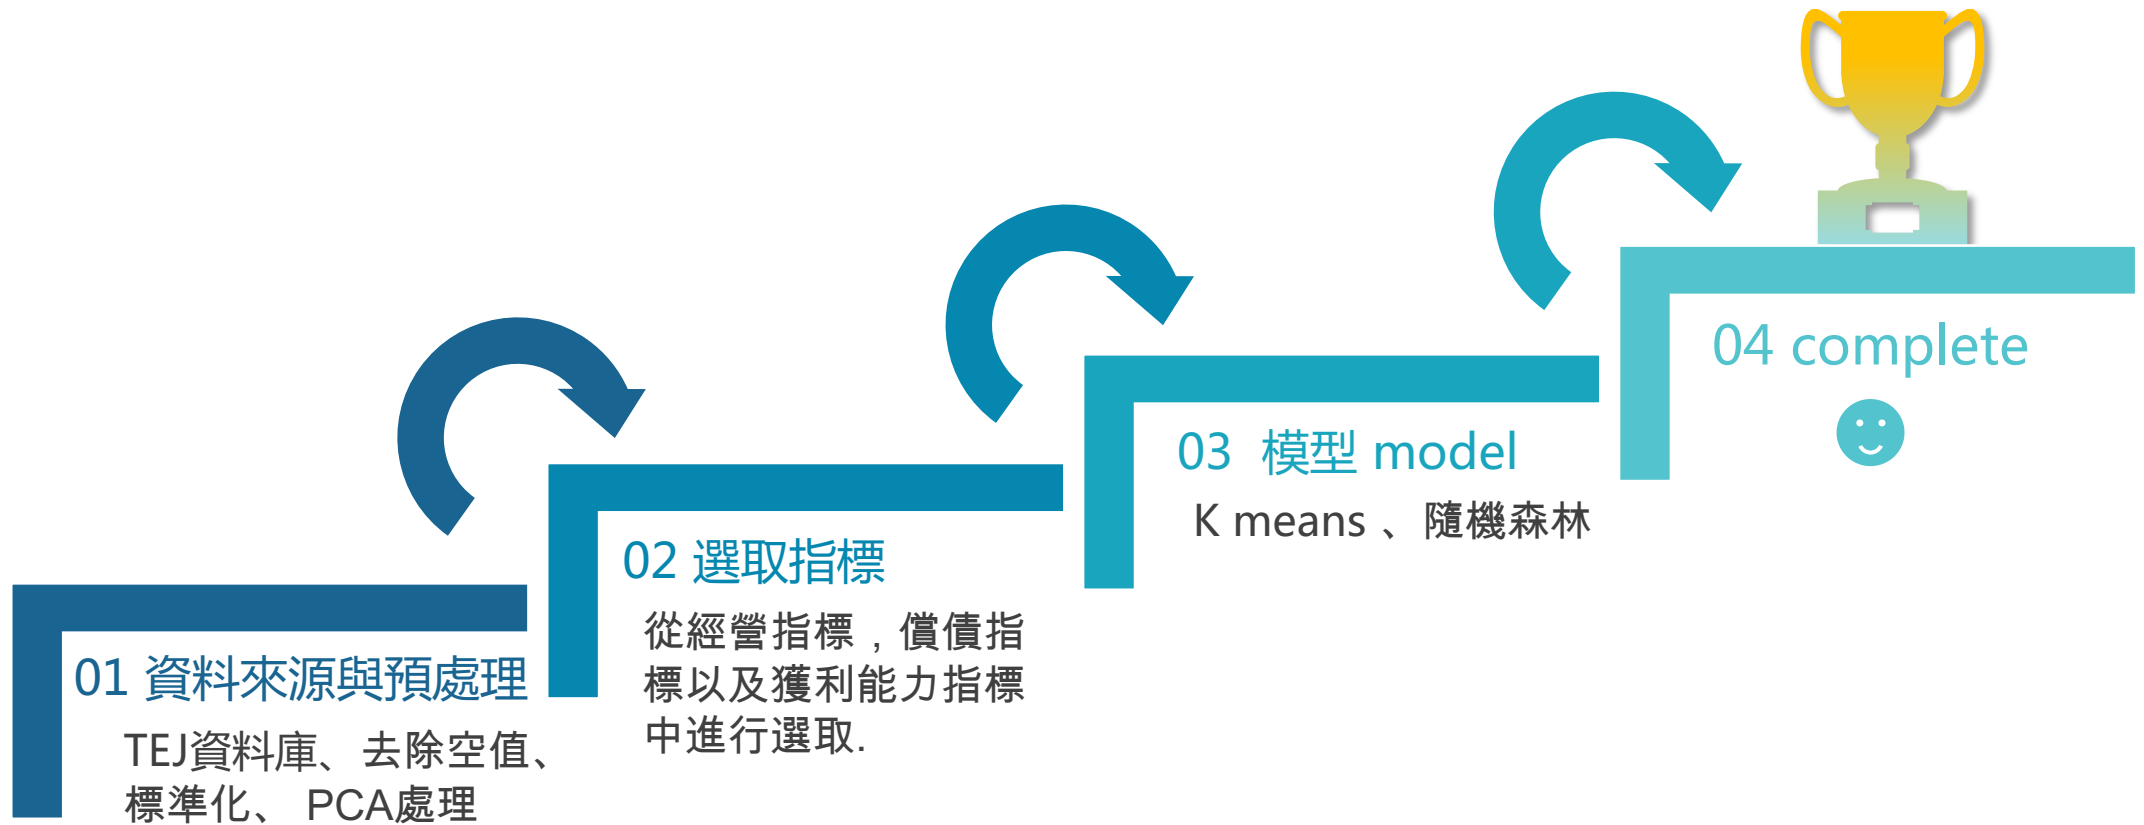 01 資料來源與預處理
TEJ資料庫、去除空值、
標準化、 PCA處理
02 選取指標
從經營指標，償債指
標以及獲利能力指標
中進行選取.
03 模型 model
K means 、隨機森林
04 complete